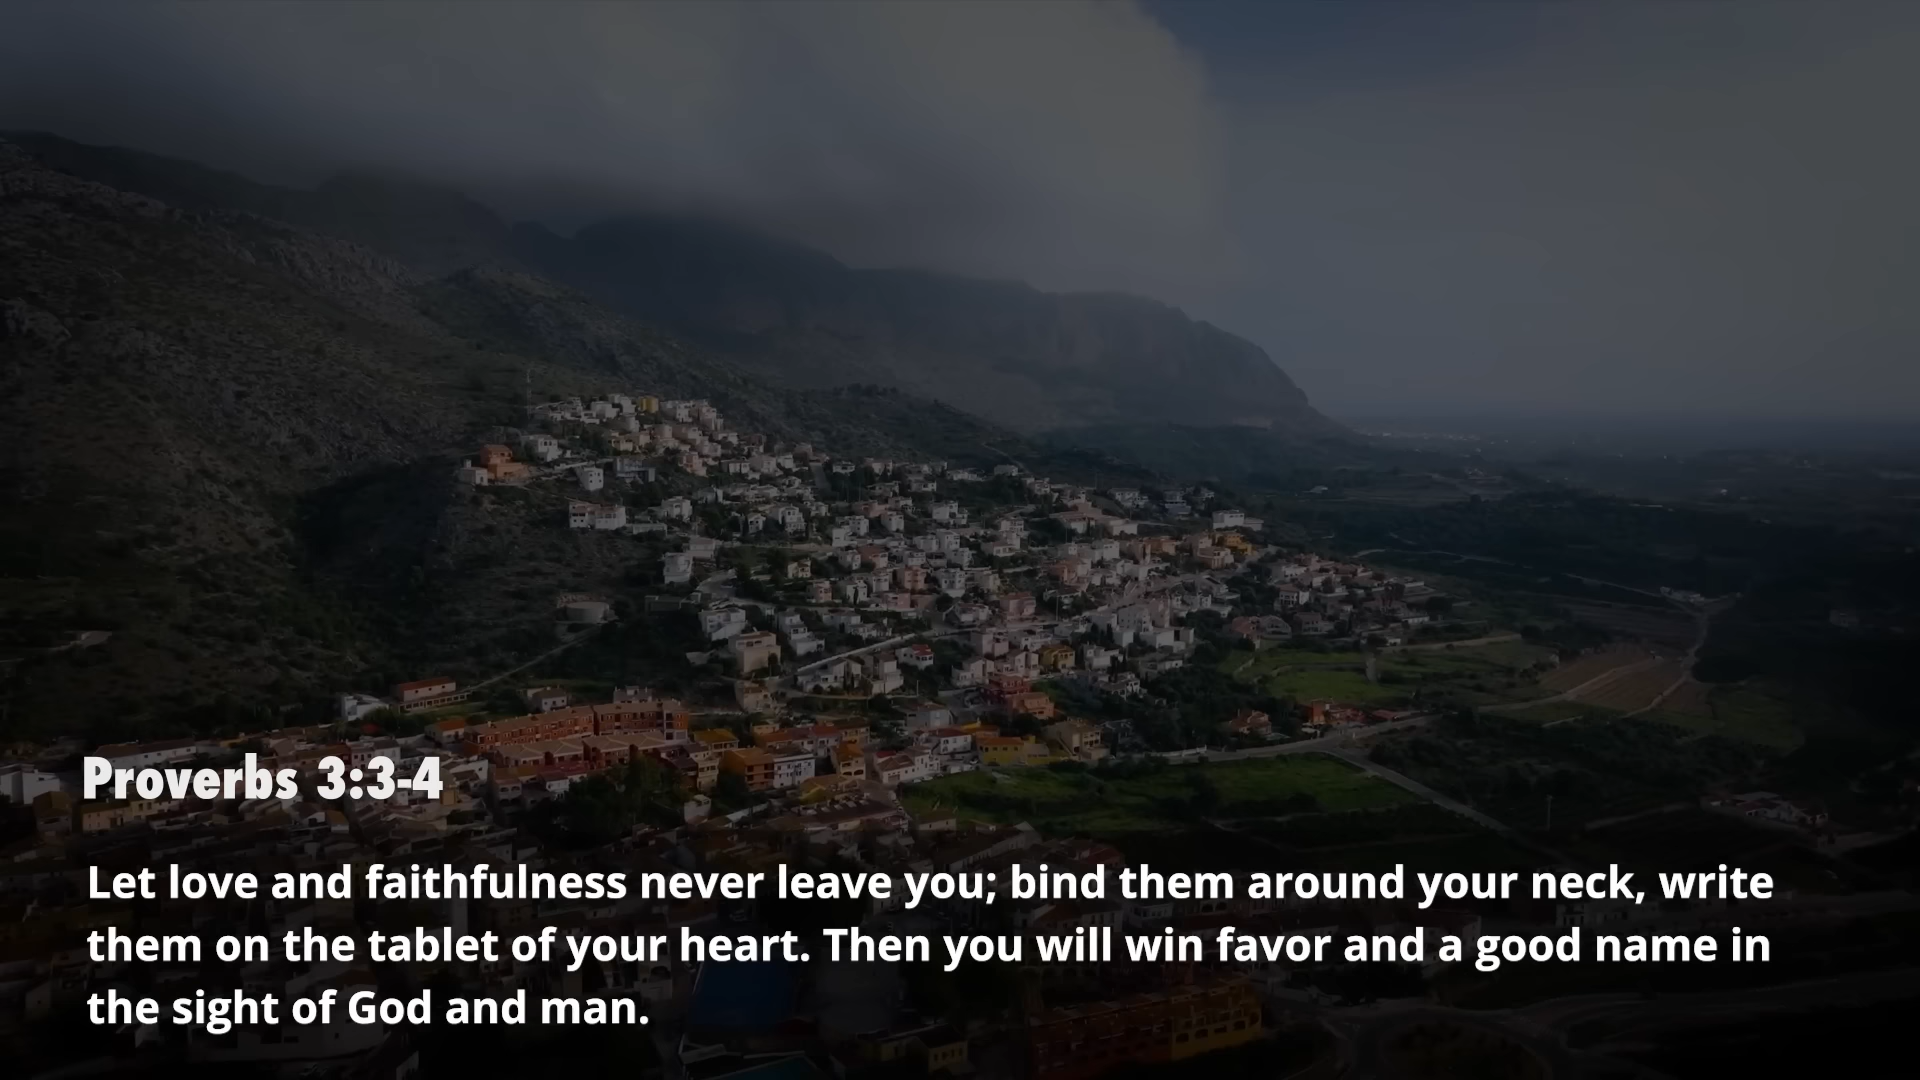 Proverbs 3:3-4
Let love and faithfulness never leave you; bind them around your neck, write
them on the tablet of your heart. Then you will win favor and a good name in
the sight of God and man.